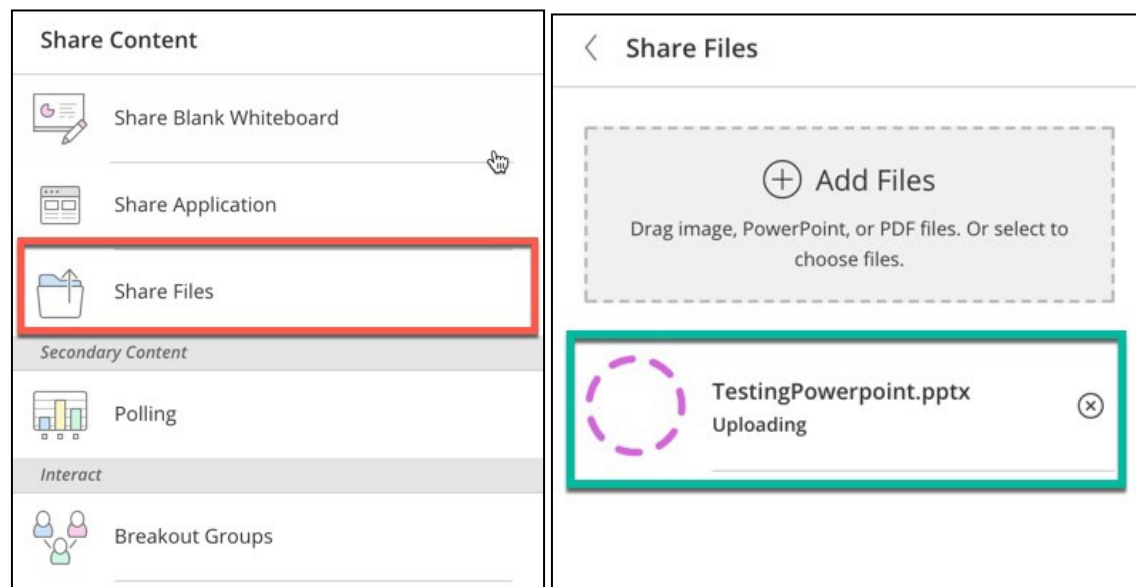 Share Content
Share Blank Whiteboard
Share Application
Share Files
Secondary Content
Polling
Interact
Breakout Groups
Share Files
Add Files
Drag image, PowerPoint, or PDF files. Or select to
choose files.
TestingPowerpoint.pptx
Uploading